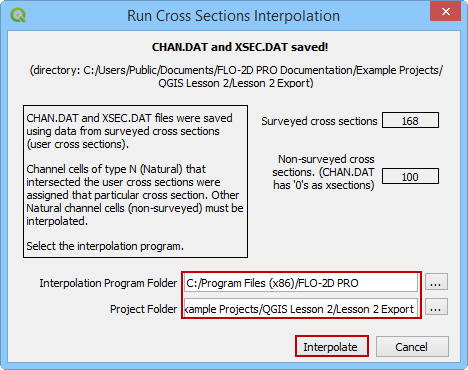 Run Cross Sections Interpolation
CHAN.DAT and XSEC.DAT saved!
(directory: C:/Users/Public/Documents/FLO-2D PRO Documentation/Example Projects/
QGIS Lesson 2/Lesson 2 Export)
CHAN.DAT and XSEC.DAT files were saved
using data from surveyed cross sections
(user cross sections).
Channel cells of type N (Natural) that
intersected the user cross sections were
assigned that particular cross section. Other
Natural channel cells (non-surveyed) must be
interpolated.
Select the interpolation program.
Surveyed cross sections 168
Non-surveyed cross
sections. (CHAN.DAT
has '0's as xsections) 100
Interpolation Program Folder C:/Program Files (x86)/FLO-2D PRO ...
Project Folder xample Projects/QGIS Lesson 2/Lesson 2 Export ...
Interpolate Cancel